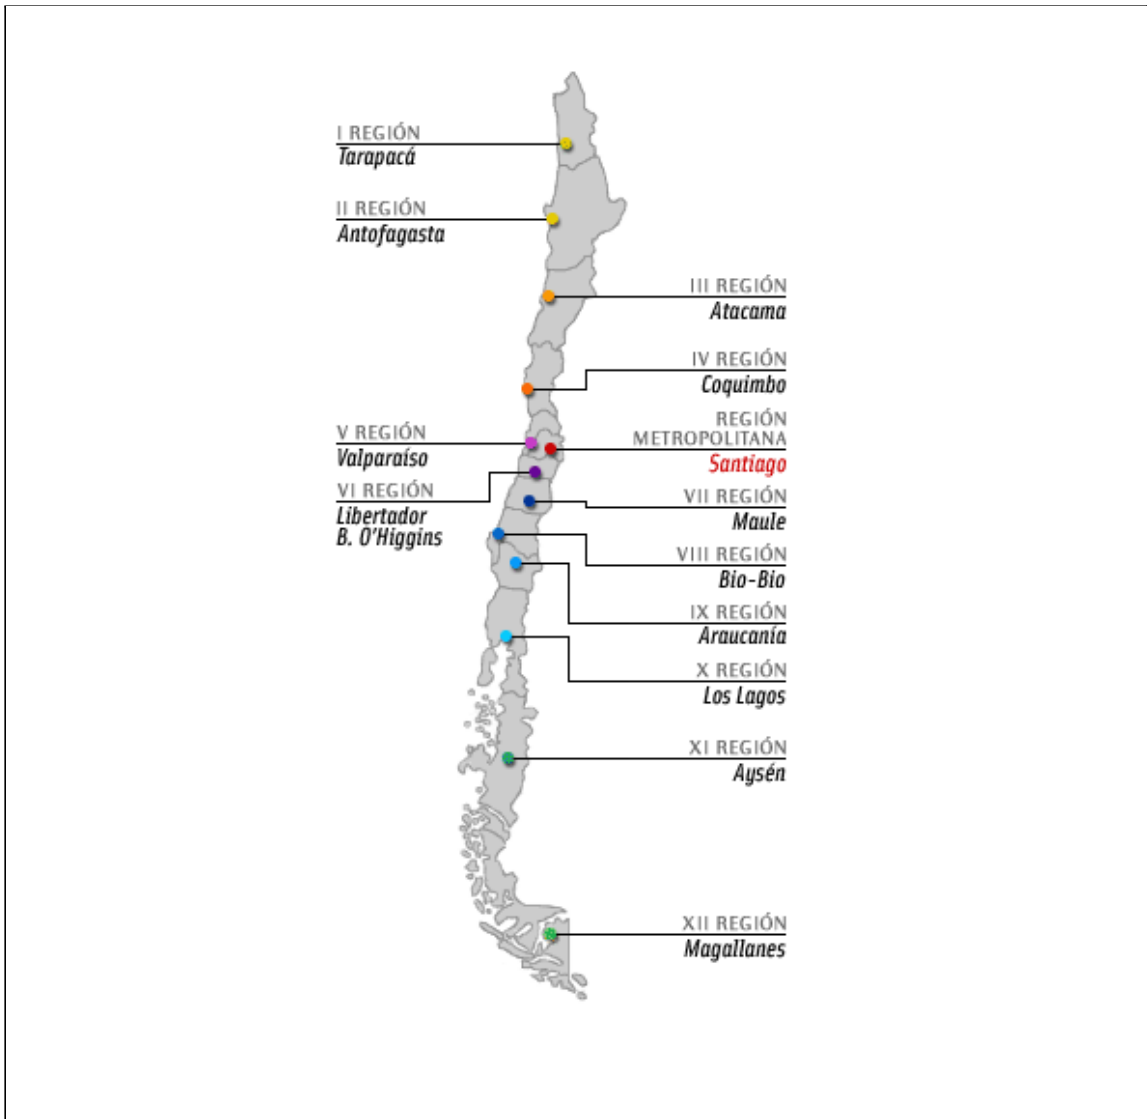 I REGIÓN
Tarapacá
II REGIÓN
Antofagasta
III REGIÓN
Atacama
IV REGIÓN
Coquimbo
REGIÓN
METROPOLITANA
Santiago
V REGIÓN
Valparaíso
VI REGIÓN
Libertador
B. O'Higgins
VII REGIÓN
Maule
VIII REGIÓN
Bio-Bio
IX REGIÓN
Araucanía
X REGIÓN
Los Lagos
XI REGIÓN
Aysén
XII REGIÓN
Magallanes